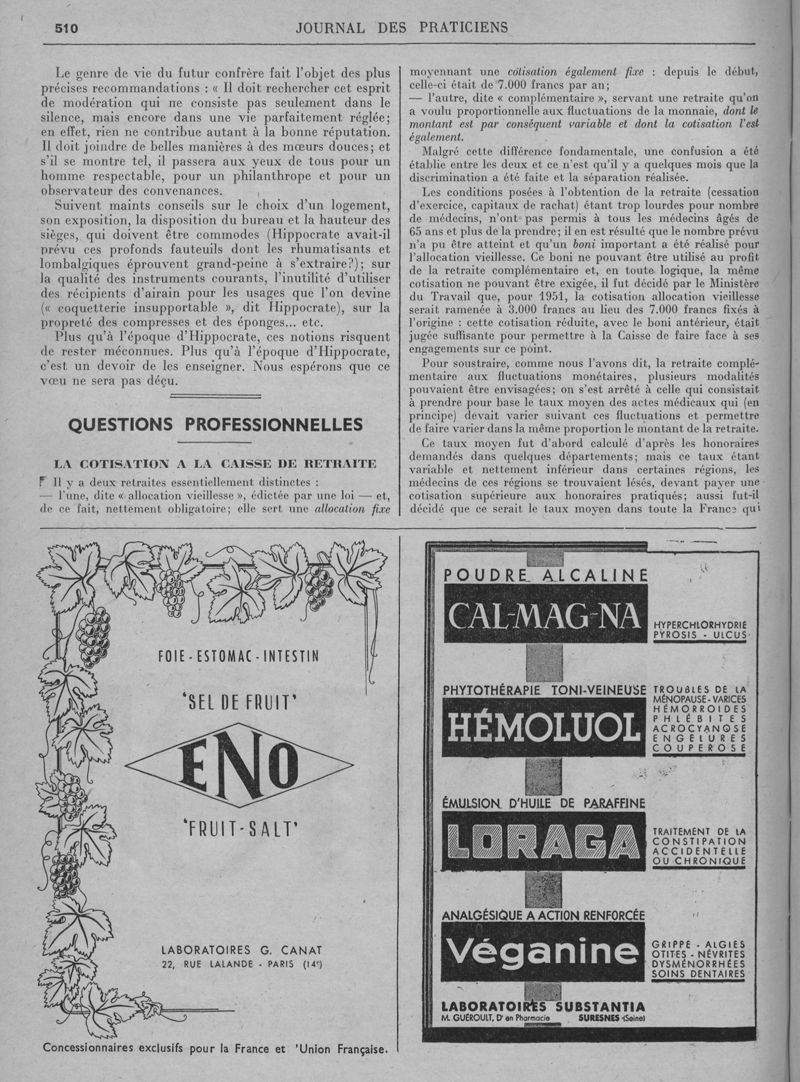 510
JOURNAL DES PRATICIENS
Le genre de vie du futur confrère fait l'objet des plus
précises recommandations : « Il doit rechercher cet esprit
de modération qui ne consiste pas seulement dans le
silence, mais encore dans une vie parfaitement réglée;
en effet, rien ne contribue autant à la bonne réputation.
Il doit joindre de belles manières à des mœurs douces; et
s'il se montre tel, il passera aux yeux de tous pour un
homme respectable, pour un philanthrope et pour un
observateur des convenances.
Suivent maints conseils sur le choix d'un logement,
son exposition, la disposition du bureau et la hauteur des
sièges, qui doivent être commodes (Hippocrate avait-il
prévu ces profonds fauteuils dont les rhumatisants et
lombalgiques éprouvent grand-peine à s'extraire?); sur
la qualité des instruments courants, l'inutilité d'utiliser
des récipients d'airain pour les usages que l'on devine
(« coquetterie insupportable », dit Hippocrate), sur la
propreté des compresses et des éponges... etc.
Plus qu'à l'époque d'Hippocrate, ces notions risquent
de rester méconnues. Plus qu'à l'époque d'Hippocrate,
c'est un devoir de les enseigner. Nous espérons que ce
vœu ne sera pas déçu.
QUESTIONS PROFESSIONNELLES
LA COTISATION A LA CAISSE DE RETRAITE
Il y a deux retraites essentiellement distinctes :
— l'une, dite « allocation vieillesse », édictée par une loi — et,
de ce fait, nettement obligatoire; elle sert une allocation fixe
moyennant une cotisation également fixe : depuis le début,
celle-ci était de 7.000 francs par an;
— l'autre, dite « complémentaire », servant une retraite qu'on
a voulu proportionnelle aux fluctuations de la monnaie, dont le
montant est par conséquent variable et dont la cotisation l'est
également.
Malgré cette différence fondamentale, une confusion a été
établie entre les deux et ce n'est qu'il y a quelques mois que la
discrimination a été faite et la séparation réalisée.
Les conditions posées à l'obtention de la retraite (cessation
d'exercice, capitaux de rachat) étant trop lourdes pour nombre
de médecins, n'ont pas permis à tous les médecins âgés de
65 ans et plus de la prendre; il en est résulté que le nombre prévu
n'a pu être atteint et qu'un boni important a été réalisé pour
l'allocation vieillesse. Ce boni ne pouvant être utilisé au profit
de la retraite complémentaire et, en toute logique, la même
cotisation ne pouvant être exigée, il fut décidé par le Ministère
du Travail que, pour 1951, la cotisation allocation vieillesse
serait ramenée à 3.000 francs au lieu des 7.000 francs fixés à
l'origine : cette cotisation réduite, avec le boni antérieur, était
jugée suffisante pour permettre à la Caisse de faire face à ses
engagements sur ce point.
Pour soustraire, comme nous l'avons dit, la retraite complé-
mentaire aux fluctuations monétaires, plusieurs modalités
pouvaient être envisagées; on s'est arrêté à celle qui consistait
à prendre pour base le taux moyen des actes médicaux qui (en
principe) devait varier suivant ces fluctuations et permettre
de faire varier dans la même proportion le montant de la retraite.
Ce taux moyen fut d'abord calculé d'après les honoraires
demandés dans quelques départements; mais ce taux étant
variable et nettement inférieur dans certaines régions, les
médecins de ces régions se trouvaient lésés, devant payer une
cotisation supérieure aux honoraires pratiqués; aussi fut-il
décidé que ce serait le taux moyen dans toute la France qui
FOIE - ESTOMAC - INTESTIN
'SEL DE FRUIT'
ENO
'FRUIT-SALT'
LABORATOIRES G. CANAT
22, RUE LALANDE - PARIS (14e)
Concessionnaires exclusifs pour la France et 'Union Française.
POUDRE ALCALINE
CAL-MAG-NA
HYPERCHLORHYDRIE
PYROSIS - ULCUS
PHYTOTHÉRAPIE TONI-VEINEUSE
HÉMOLUOL
TROUBLES DE LA
MÉNOPAUSE - VARICES
HÉMORROIDES
PHLÉBITES
ACROCYANOSE
ENGELURES
COUPEROSE
ÉMULSION D'HUILE DE PARAFFINE
LORAGA
TRAITEMENT DE LA
CONSTIPATION
ACCIDENTELLE
OU CHRONIQUE
ANALGÉSIQUE A ACTION RENFORCÉE
Véganine
GRIPPE - ALGIES
OTITES - NÉVRITES
DYSMÉNORRHÉES
SOINS DENTAIRES
LABORATOIRES SUBSTANTIA
M. GUÉROULT, Dr en Pharmacie SURESNES (Seine)